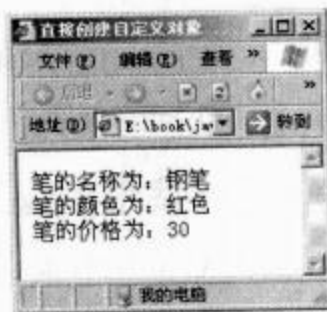 直接创建自定义对象
文件(F) 编辑(E) 查看 »
后退 »
地址(D) E:\book\ja 转到
笔的名称为：钢笔
笔的颜色为：红色
笔的价格为：30
我的电脑